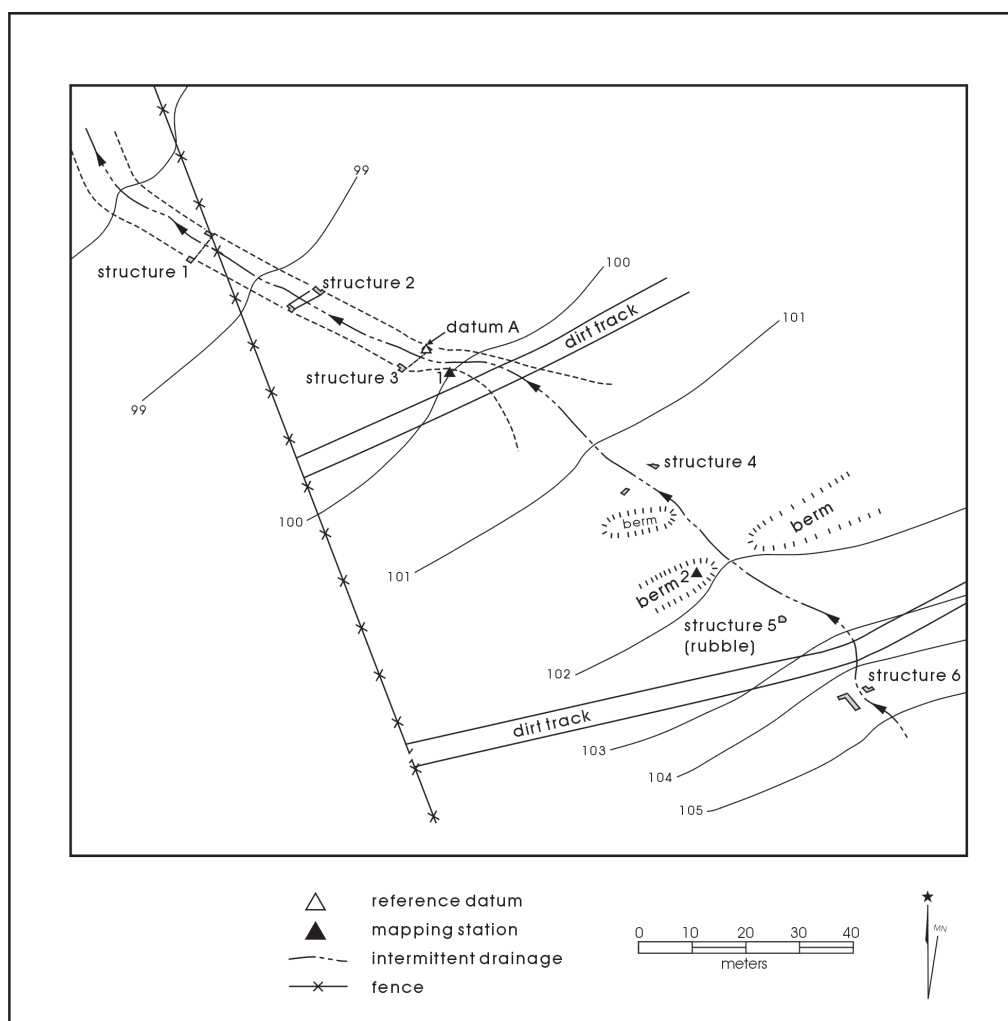 99
structure 1
structure 2
100
dirt track
101
datum A
structure 3
1
99
structure 4
100
berm
berm
101
berm 2
structure 5
(rubble)
102
structure 6
dirt track
103
104
105
reference datum
mapping station
intermittent drainage
fence
0 10 20 30 40
meters
MN